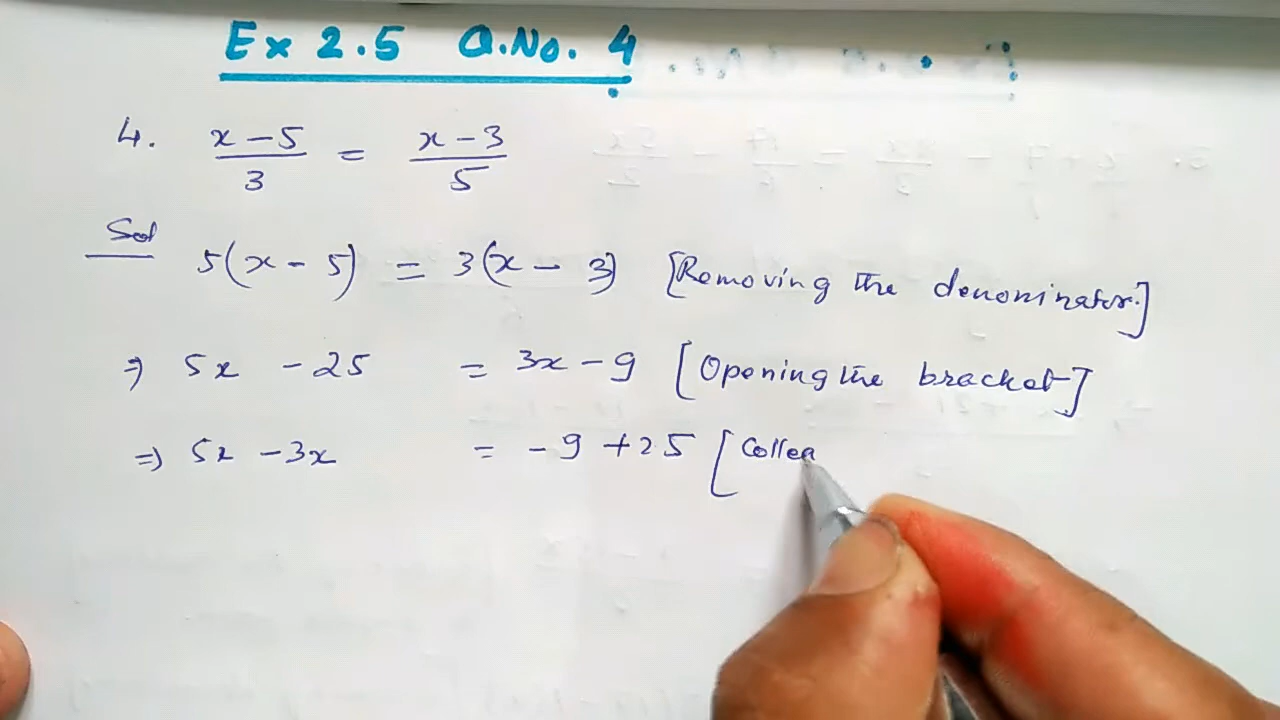 Ex 2.5 Q.No. 4
4. x-5/3 = x-3/5
Sol 5(x-5) = 3(x-3) [Removing the denominator.]
⇒ 5x -25 = 3x-9 [Opening the bracket]
⇒ 5x -3x = -9 +25 [Collec